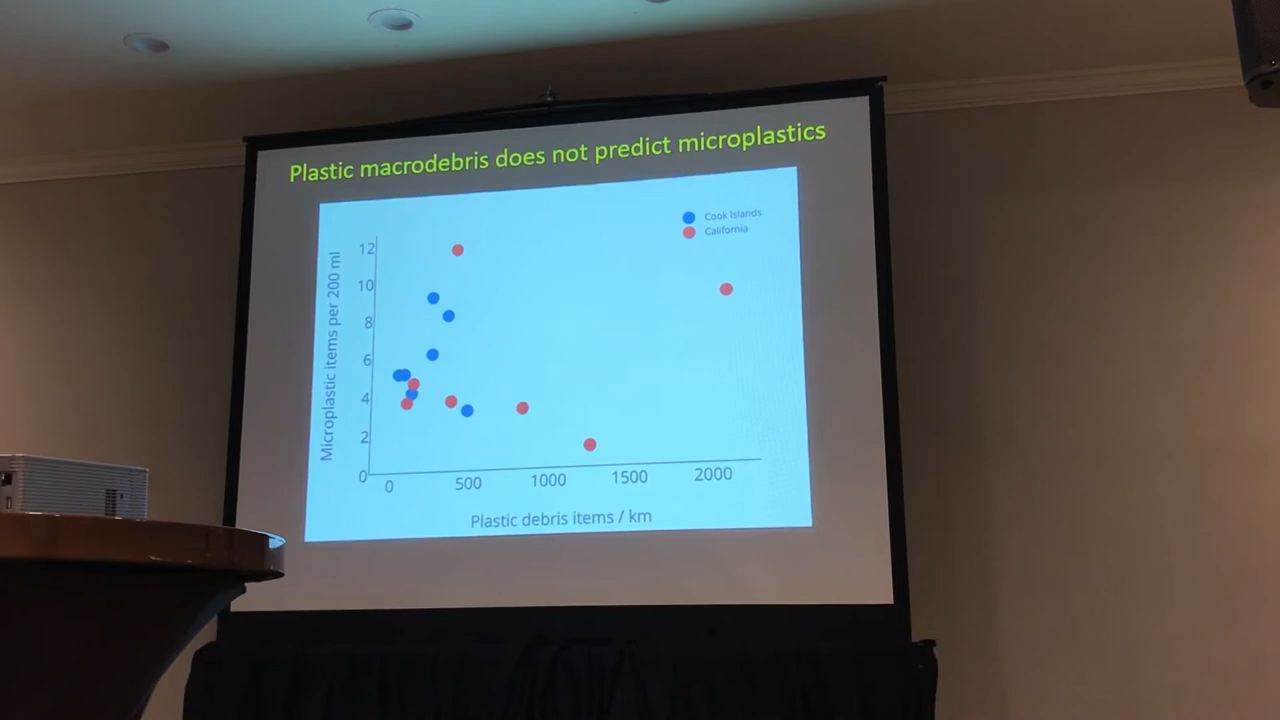 Plastic macrodebris does not predict microplastics
Cook Islands
California
Microplastic items per 200 ml
12
10
8
6
4
2
0
0 500 1000 1500 2000
Plastic debris items / km